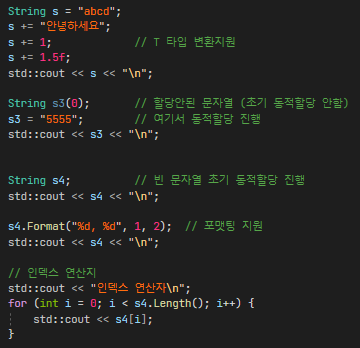 String s = "abcd";
s += "안녕하세요";
s += 1;            // T 타입 변환지원
s += 1.5f;
std::cout << s << "\n";
String s3(0);      // 할당안된 문자열 (초기 동적할당 안함)
s3 = "5555";       // 여기서 동적할당 진행
std::cout << s3 << "\n";
String s4;         // 빈 문자열 초기 동적할당 진행
std::cout << s4 << "\n";
s4.Format("%d, %d", 1, 2);  // 포맷팅 지원
std::cout << s4 << "\n";
// 인덱스 연산지
std::cout << "인덱스 연산자\n";
for (int i = 0; i < s4.Length(); i++) {
    std::cout << s4[i];
}